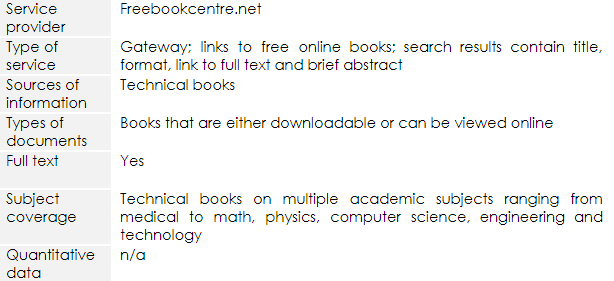 Service Freebookcentre.net
provider
Type of Gateway; links to free online books; search results contain title,
service format, link to full text and brief abstract
Sources of Technical books
information
Types of Books that are either downloadable or can be viewed online
documents
Full text Yes
Subject Technical books on multiple academic subjects ranging from
coverage medical to math, physics, computer science, engineering and
technology
Quantitative n/a
data